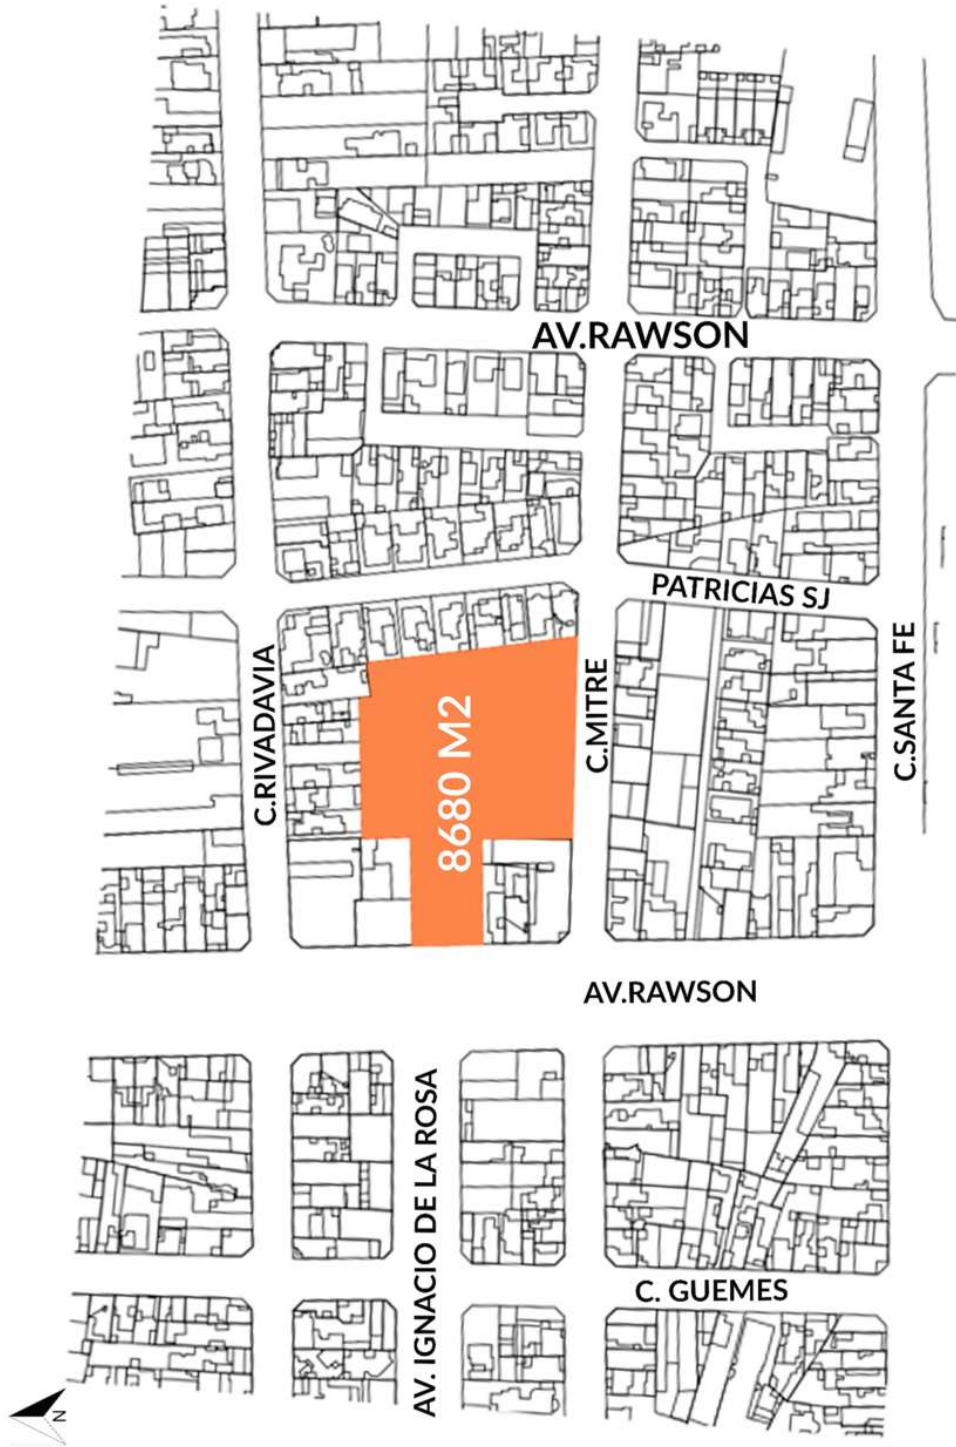 AV.RAWSON
PATRICIAS SJ
C.RIVADAVIA
8680 M2
C.MITRE
C.SANTA FE
AV.RAWSON
AV. IGNACIO DE LA ROSA
C. GUEMES
N